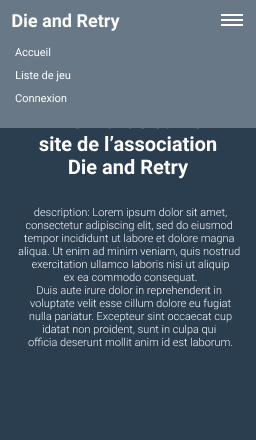 Die and Retry
Accueil
Liste de jeu
Connexion
site de l’association
Die and Retry
description: Lorem ipsum dolor sit amet,
consectetur adipiscing elit, sed do eiusmod
tempor incididunt ut labore et dolore magna
aliqua. Ut enim ad minim veniam, quis nostrud
exercitation ullamco laboris nisi ut aliquip
ex ea commodo consequat.
Duis aute irure dolor in reprehenderit in
voluptate velit esse cillum dolore eu fugiat
nulla pariatur. Excepteur sint occaecat cup
idatat non proident, sunt in culpa qui
officia deserunt mollit anim id est laborum.